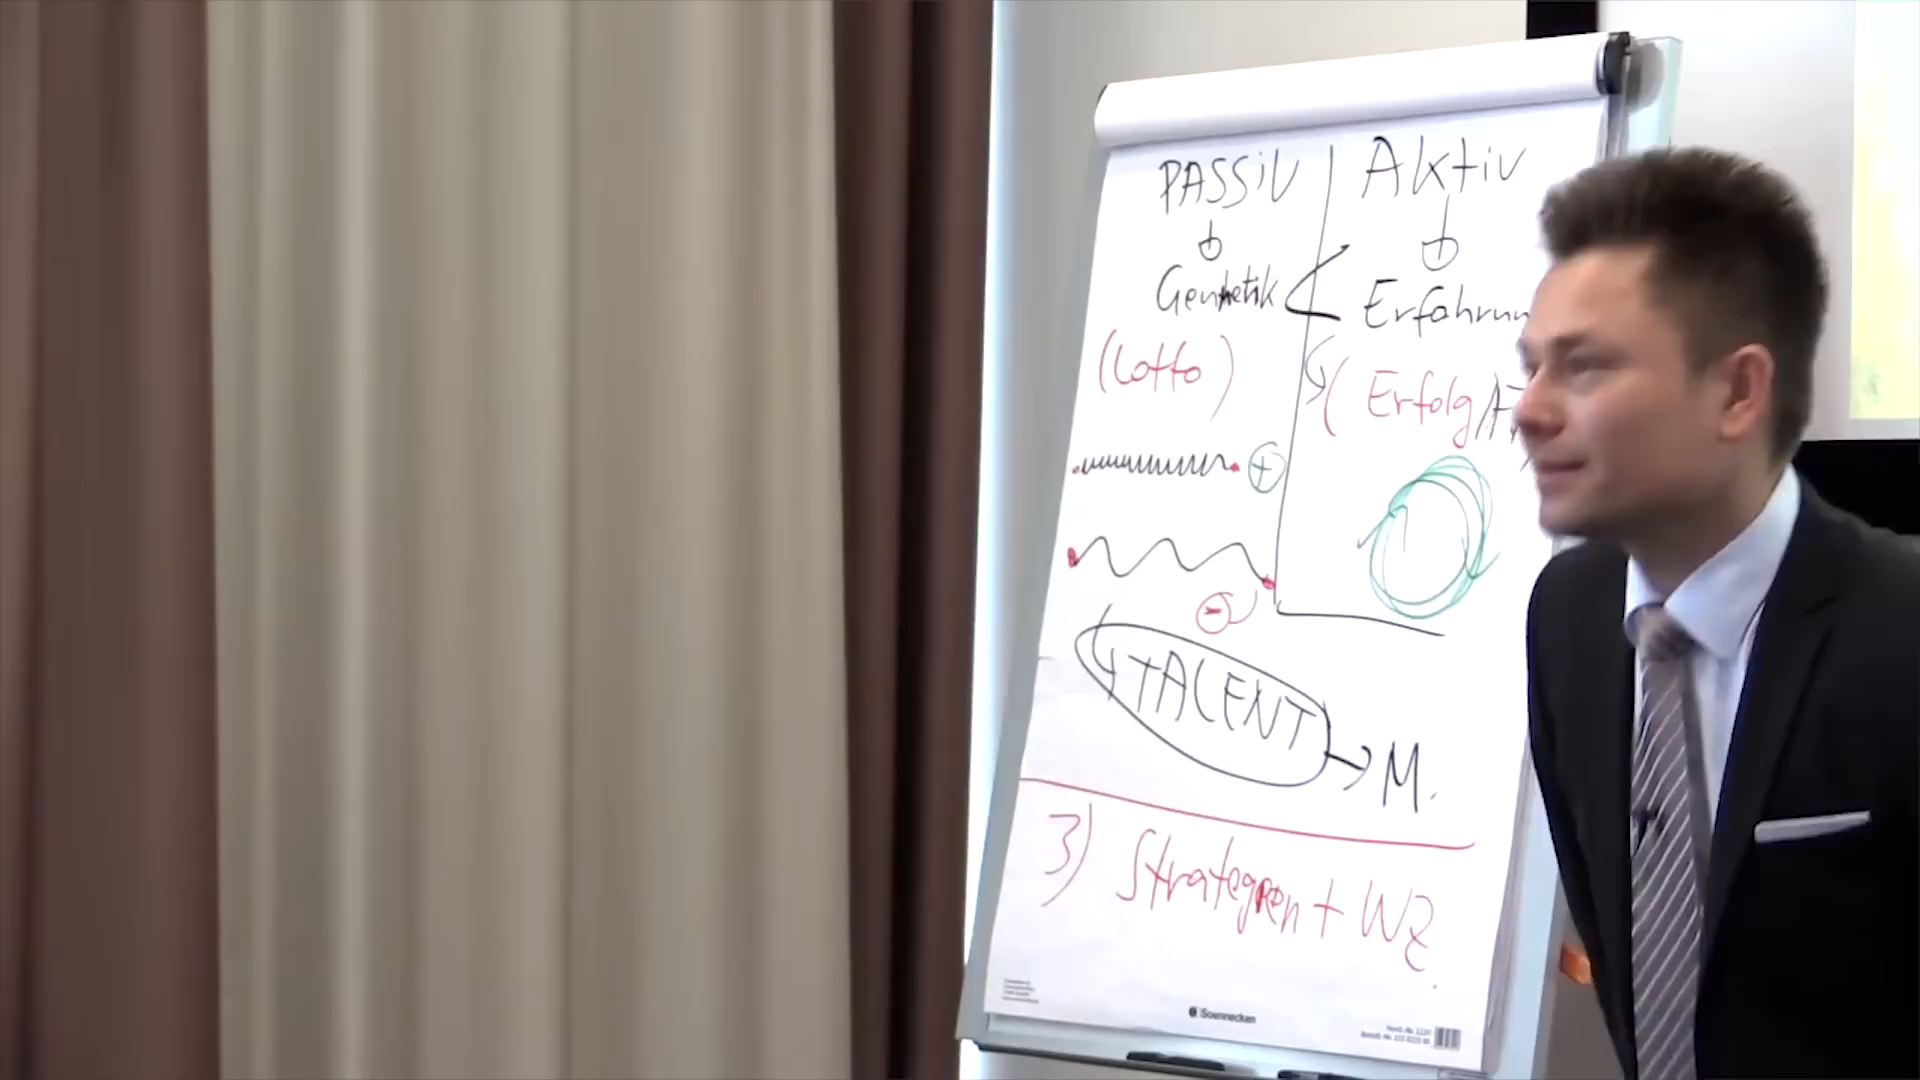 PASSiV | Aktiv
Genetik
Erfahrun
(Lotto)
(Erfolg/
+
-
TALENT → M.
3) Strategien + WZ
Soennecken